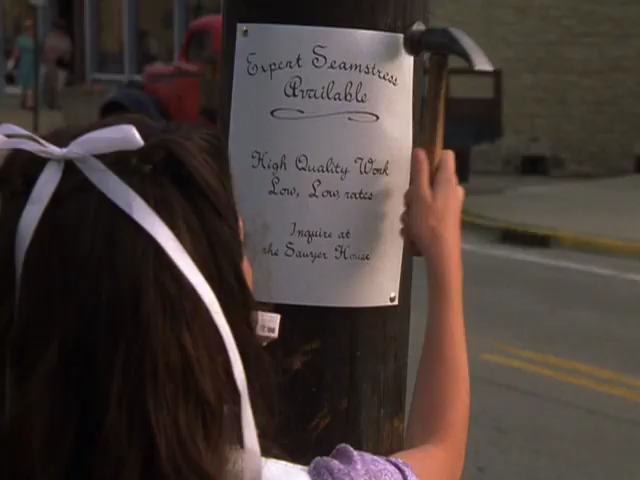 Expert Seamstress
Available
High Quality Work
Low, Low, rates
Inquire at
the Sawyer House